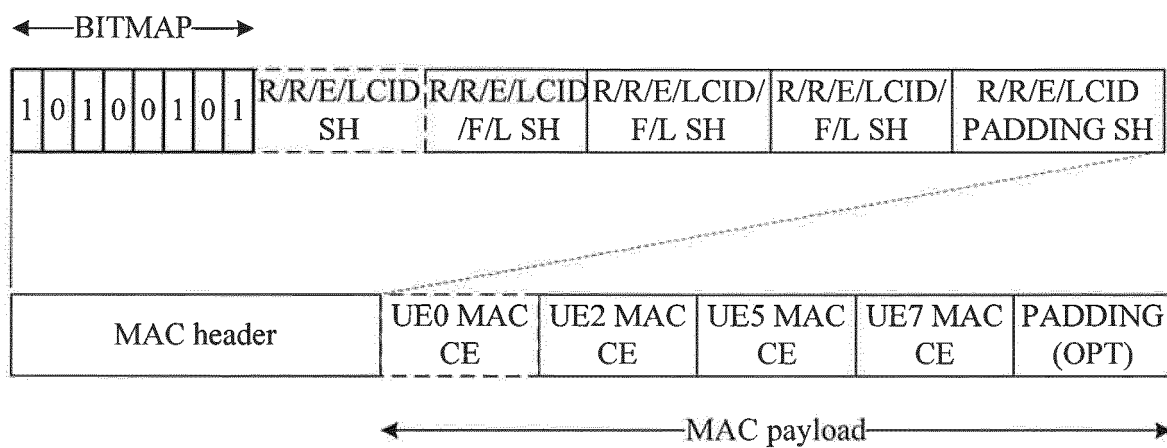 BITMAP
1 0 1 0 0 1 0 1
R/R/E/LCID
SH
R/R/E/LCID
/F/L SH
R/R/E/LCID/
F/L SH
R/R/E/LCID/
F/L SH
R/R/E/LCID
PADDING SH
MAC header
UE0 MAC
CE
UE2 MAC
CE
UE5 MAC
CE
UE7 MAC
CE
PADDING
(OPT)
MAC payload